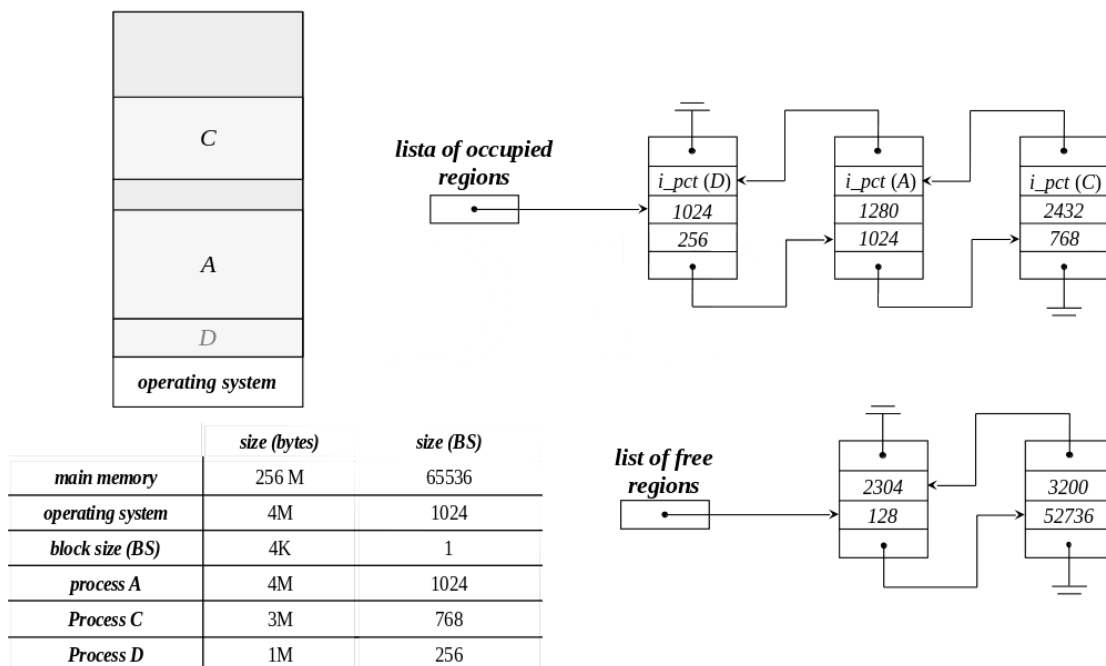 C
A
D
operating system
lista of occupied
regions
i_pct (D)
1024
256
i_pct (A)
1280
1024
i_pct (C)
2432
768
list of free
regions
2304
128
3200
52736
size (bytes) size (BS)
main memory 256 M 65536
operating system 4M 1024
block size (BS) 4K 1
process A 4M 1024
Process C 3M 768
Process D 1M 256